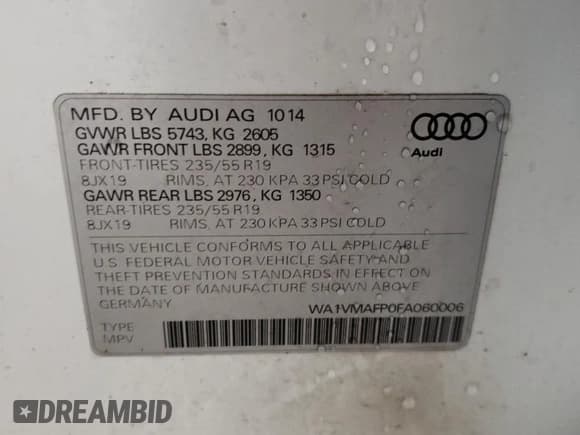 MFD. BY AUDI AG 1014
GVWR LBS 5743, KG 2605
GAWR FRONT LBS 2899, KG 1315
FRONT-TIRES 235/55 R19
8JX19 RIMS, AT 230 KPA 33 PSI COLD
GAWR REAR LBS 2976, KG 1350
REAR-TIRES 235/55 R19
8JX19 RIMS, AT 230 KPA 33 PSI COLD
Audi
THIS VEHICLE CONFORMS TO ALL APPLICABLE
U.S. FEDERAL MOTOR VEHICLE SAFETY AND
THEFT PREVENTION STANDARDS IN EFFECT ON
THE DATE OF MANUFACTURE SHOWN ABOVE
GERMANY WA1VMAFP0FA060006
TYPE
MPV
DREAMBID